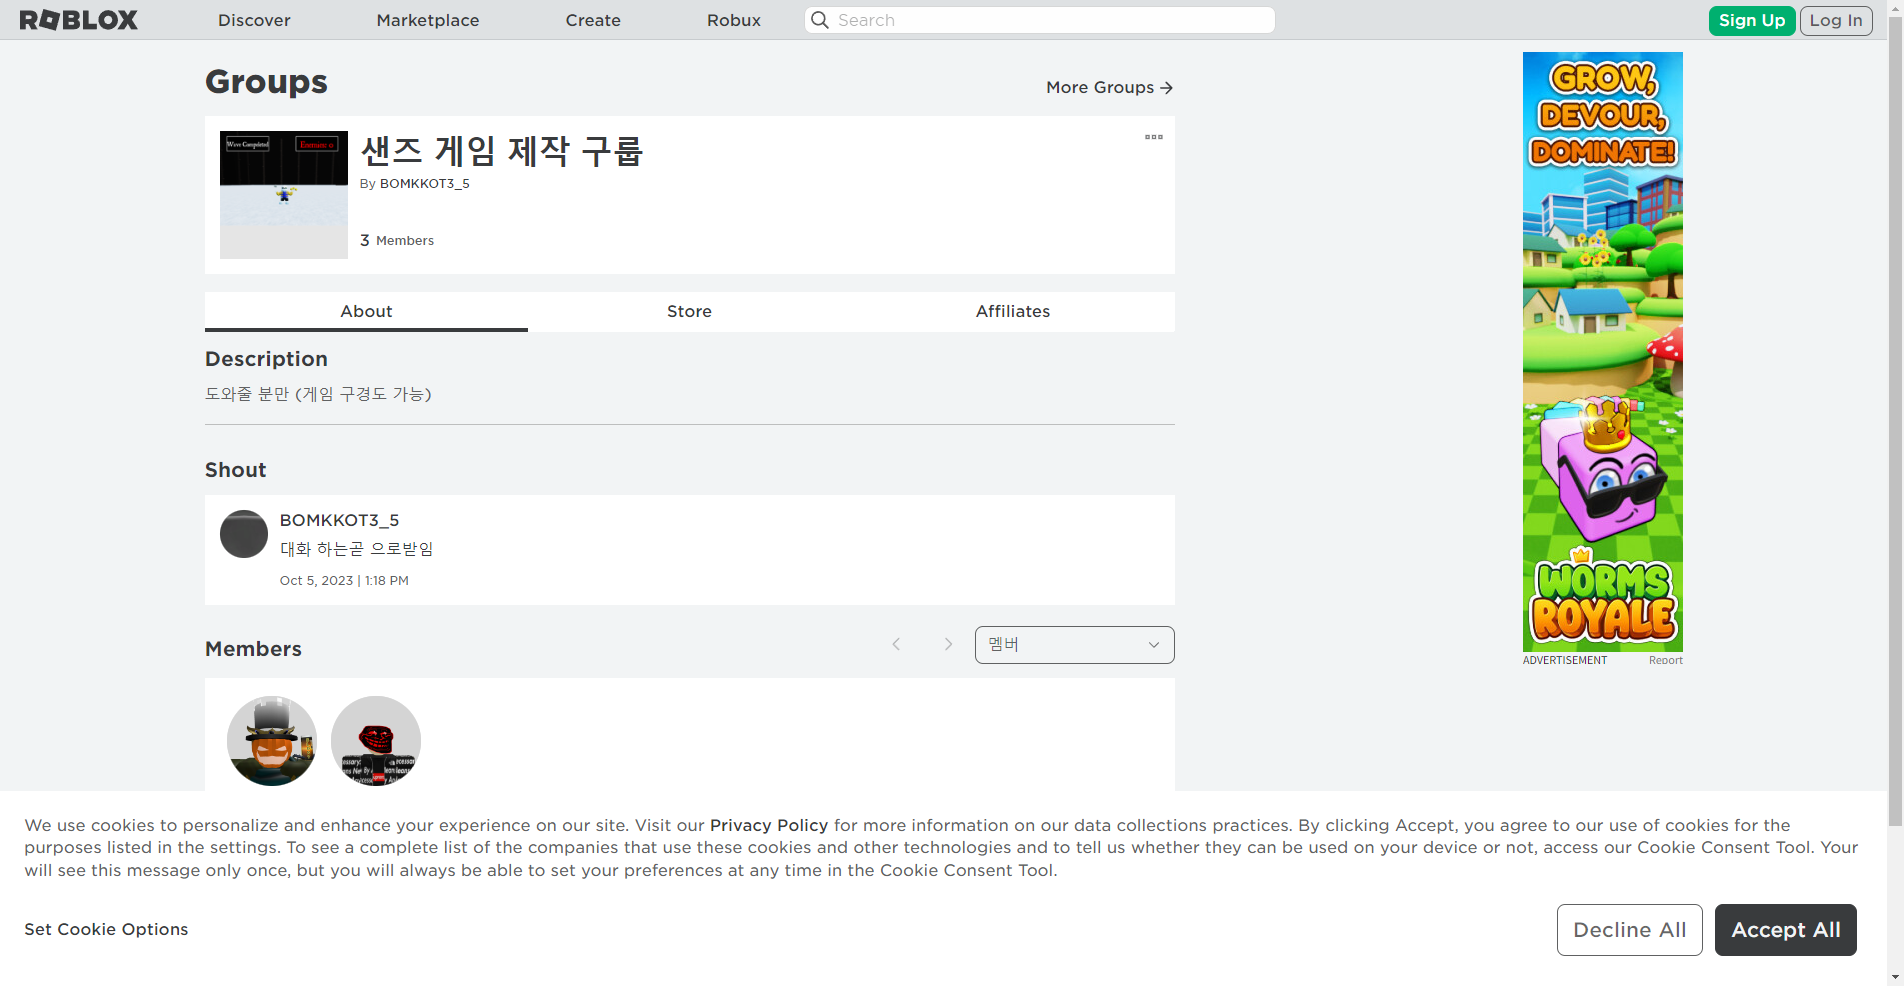 ROBLOX
Discover
Marketplace
Create
Robux
Search
Sign Up
Log In
Groups
More Groups
Wave Completed
샌즈 게임 제작 구룹
By BOMKKOT3_5
3 Members
About
Store
Affiliates
Description
도와줄 분만 (게임 구경도 가능)
Shout
BOMKKOT3_5
대화 하는곧 으로받임
Oct 5, 2023 | 1:18 PM
Members
멤버
GROW,
DEVOUR,
DOMINATE!
WORMS
ROYALE
ADVERTISEMENT
Report
We use cookies to personalize and enhance your experience on our site. Visit our Privacy Policy for more information on our data collections practices. By clicking Accept, you agree to our use of cookies for the
purposes listed in the settings. To see a complete list of the companies that use these cookies and other technologies and to tell us whether they can be used on your device or not, access our Cookie Consent Tool. Your
will see this message only once, but you will always be able to set your preferences at any time in the Cookie Consent Tool.
Set Cookie Options
Decline All
Accept All